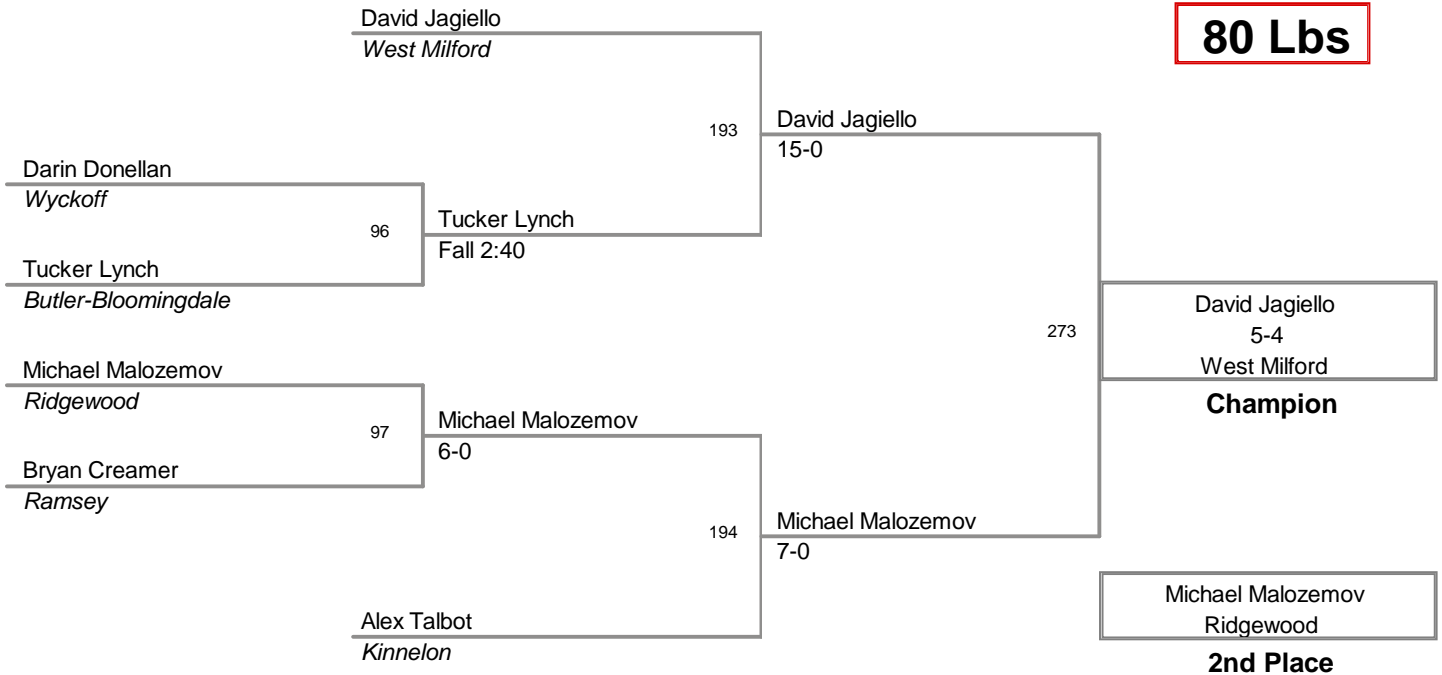 David Jagiello
West Milford
80 Lbs
193
David Jagiello
15-0
Darin Donellan
Wyckoff
96
Tucker Lynch
Fall 2:40
Tucker Lynch
Butler-Bloomingdale
273
David Jagiello
5-4
West Milford
Champion
Michael Malozemov
Ridgewood
97
Michael Malozemov
6-0
Bryan Creamer
Ramsey
194
Michael Malozemov
7-0
Alex Talbot
Kinnelon
Michael Malozemov
Ridgewood
2nd Place